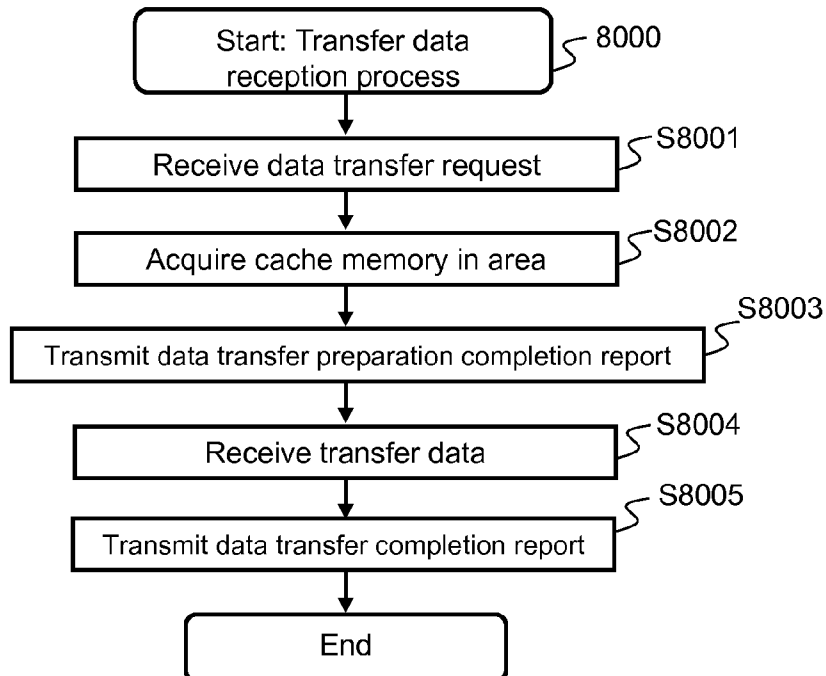 Start: Transfer data
reception process
8000
Receive data transfer request
S8001
Acquire cache memory in area
S8002
Transmit data transfer preparation completion report
S8003
Receive transfer data
S8004
Transmit data transfer completion report
S8005
End